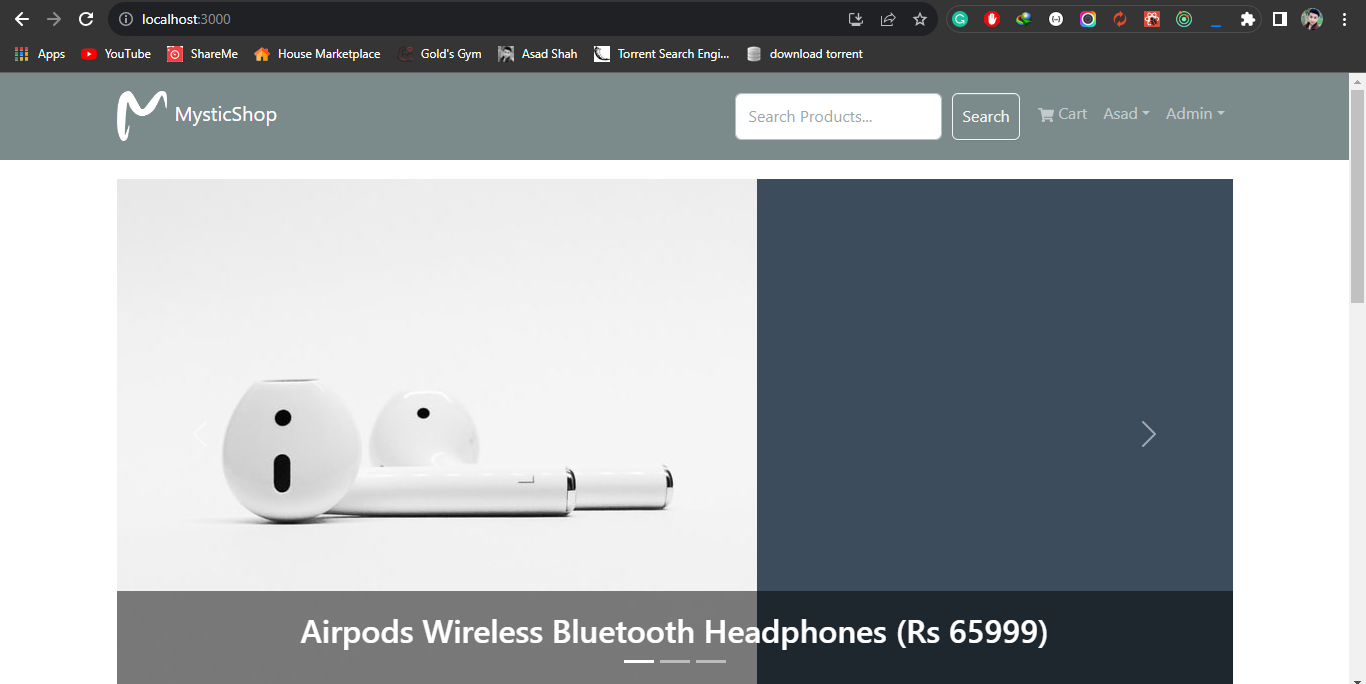 localhost:3000
Apps YouTube ShareMe House Marketplace Gold's Gym Asad Shah Torrent Search Engi... download torrent
MysticShop Search Products... Search Cart Asad Admin
Airpods Wireless Bluetooth Headphones (Rs 65999)